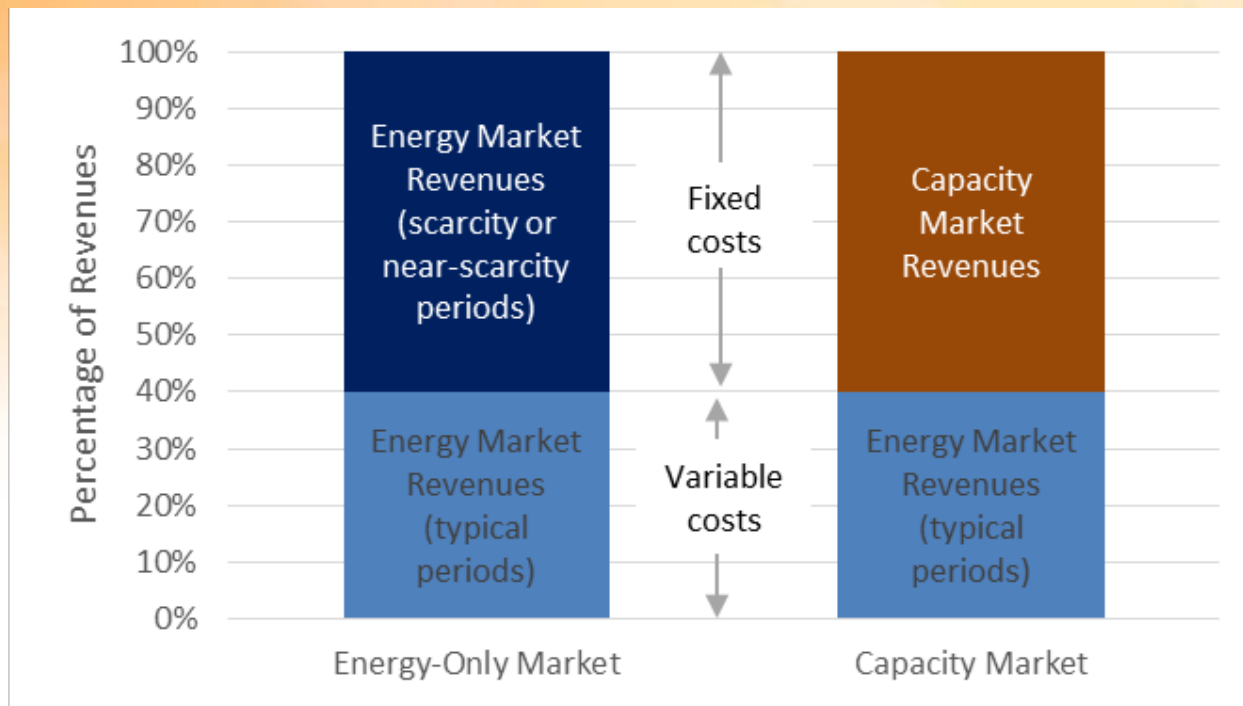 100%
90%
80%
70%
60%
50%
40%
30%
20%
10%
0%
Percentage of Revenues
Energy Market
Revenues
(scarcity or
near-scarcity
periods)
Energy Market
Revenues
(typical
periods)
Fixed
costs
Variable
costs
Capacity
Market
Revenues
Energy Market
Revenues
(typical
periods)
Energy-Only Market
Capacity Market